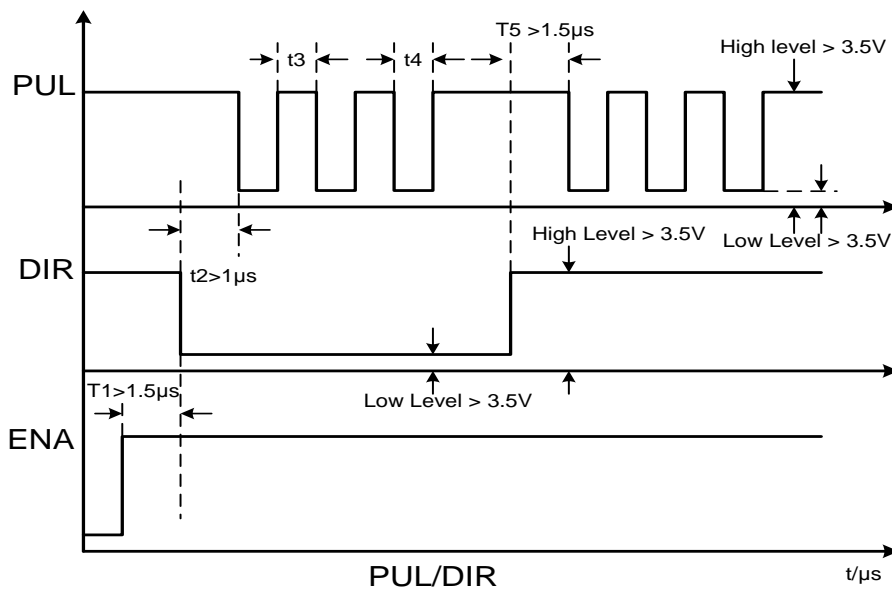 T5 >1.5µs
High level > 3.5V
t3
t4
PUL
High Level > 3.5V
Low Level > 3.5V
DIR
t2>1µs
T1>1.5µs
Low Level > 3.5V
ENA
PUL/DIR
t/µs